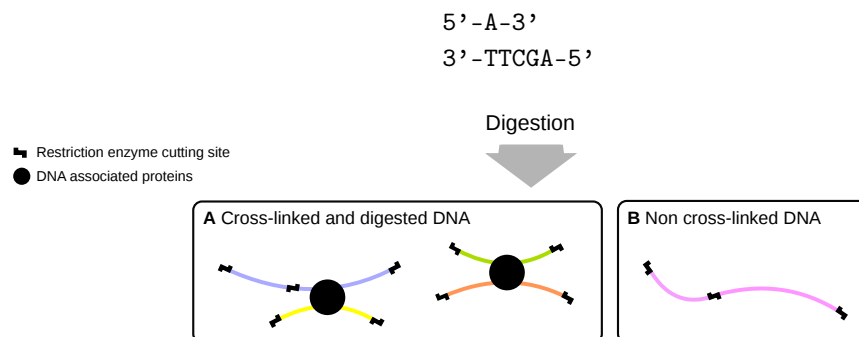 5'-A-3'
3'-TTCGA-5'
Digestion
Restriction enzyme cutting site
DNA associated proteins
A Cross-linked and digested DNA
B Non cross-linked DNA